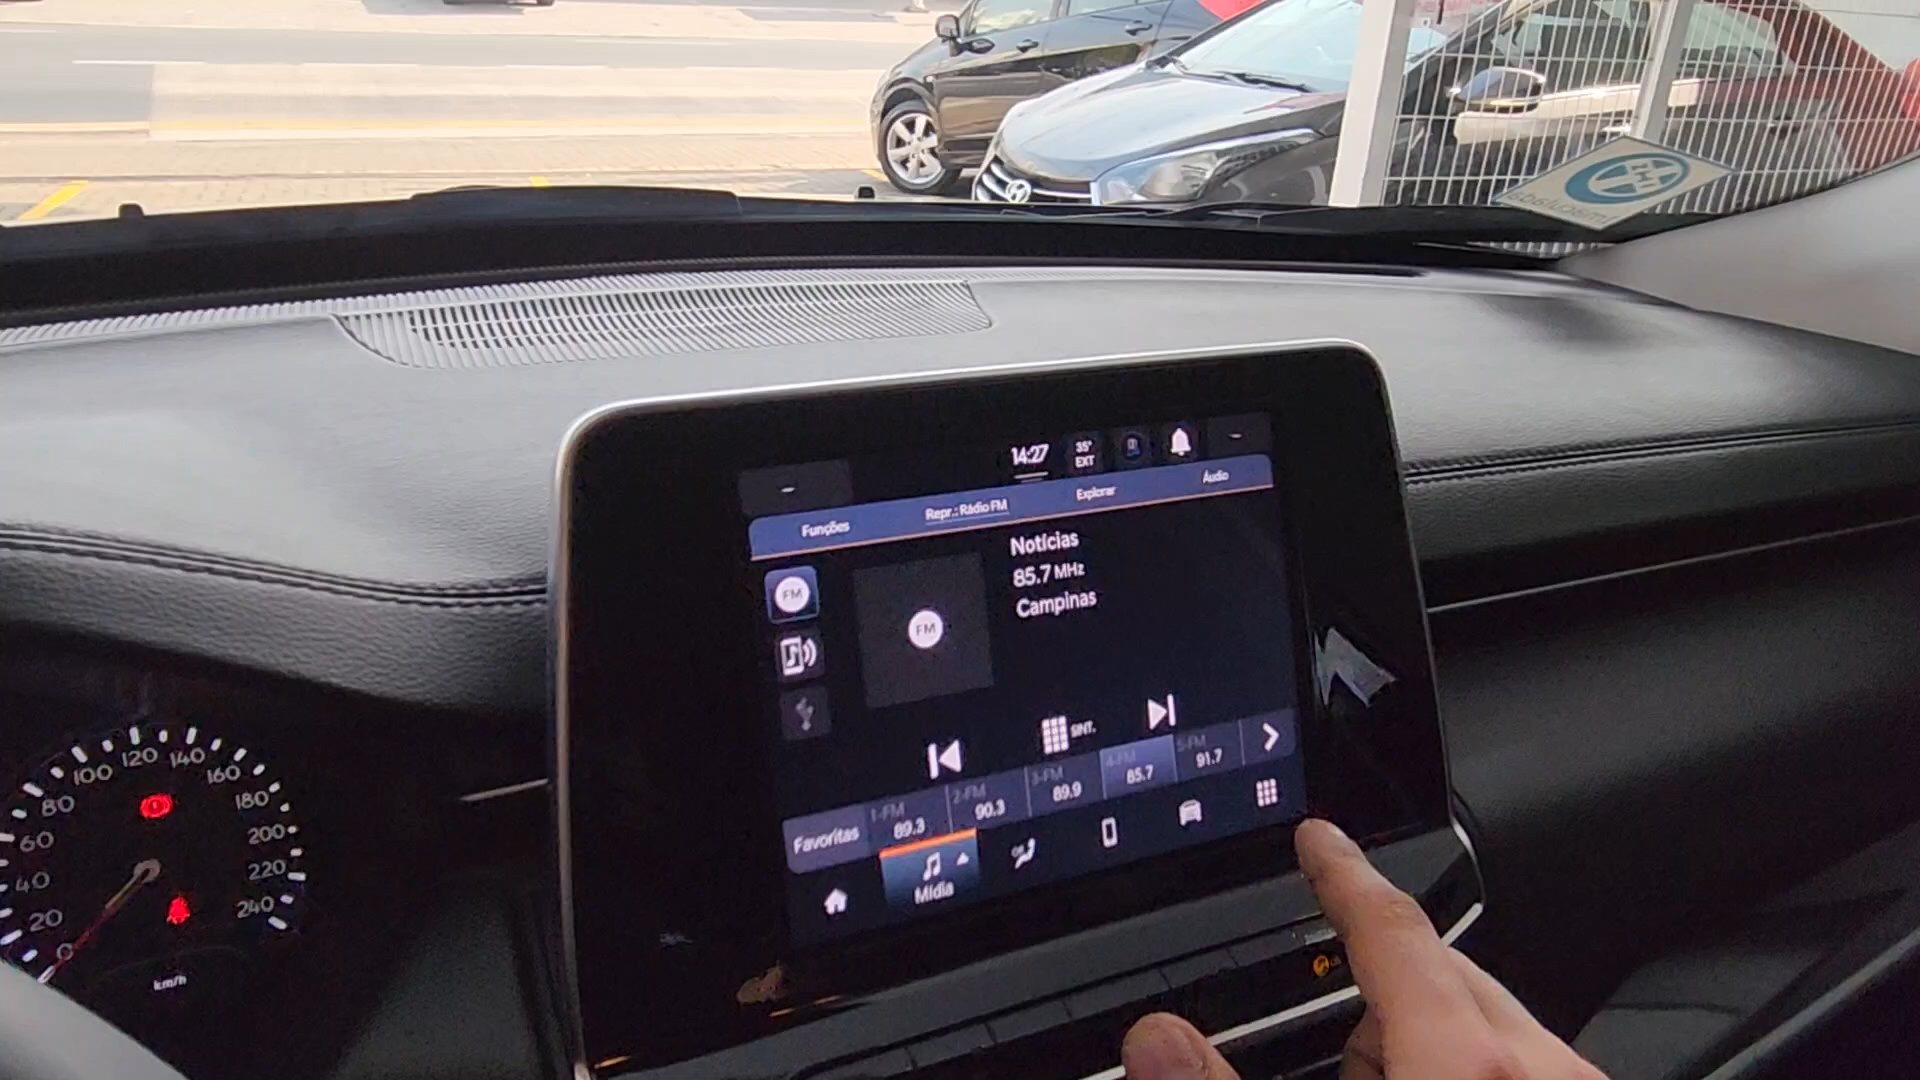 14:27
35°
EXT
Funções
Repr.: Rádio FM
Explorar
Áudio
Notícias
85.7 MHz
Campinas
FM
FM
SINT.
Favoritas
1-FM
89.3
2-FM
90.3
3-FM
89.9
4-FM
85.7
5-FM
91.7
Mídia
0
20
40
60
80
100
120
140
160
180
200
220
240
km/h